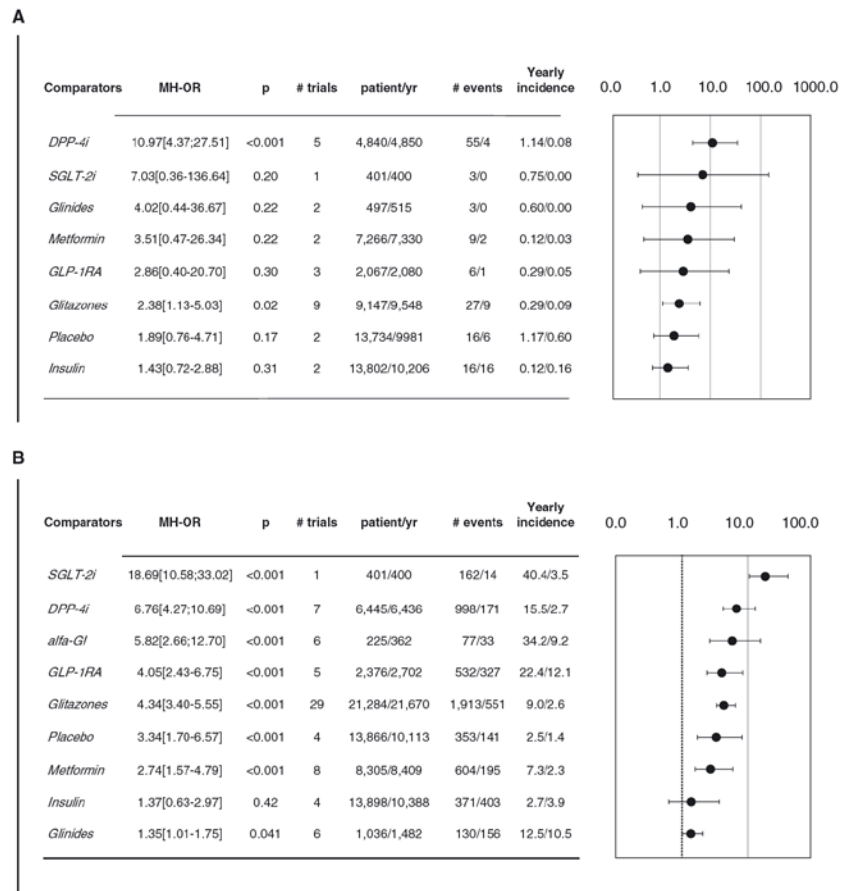 A
Comparators MH-OR p # trials patient/yr # events Yearly incidence 0.0 1.0 10.0 100.0 1000.0
DPP-4i 10.97[4.37;27.51] <0.001 5 4,840/4,850 55/4 1.14/0.08
SGLT-2i 7.03[0.36-136.64] 0.20 1 401/400 3/0 0.75/0.00
Glinides 4.02[0.44-36.67] 0.22 2 497/515 3/0 0.60/0.00
Metformin 3.51[0.47-26.34] 0.22 2 7,266/7,330 9/2 0.12/0.03
GLP-1RA 2.86[0.40-20.70] 0.30 3 2,067/2,080 6/1 0.29/0.05
Glitazones 2.38[1.13-5.03] 0.02 9 9,147/9,548 27/9 0.29/0.09
Placebo 1.89[0.76-4.71] 0.17 2 13,734/9981 16/6 1.17/0.60
Insulin 1.43[0.72-2.88] 0.31 2 13,802/10,206 16/16 0.12/0.16
B
Comparators MH-OR p # trials patient/yr # events Yearly incidence 0.0 1.0 10.0 100.0
SGLT-2i 18.69[10.58;33.02] <0.001 1 401/400 162/14 40.4/3.5
DPP-4i 6.76[4.27;10.69] <0.001 7 6,445/6,436 998/171 15.5/2.7
alfa-GI 5.82[2.66;12.70] <0.001 6 225/362 77/33 34.2/9.2
GLP-1RA 4.05[2.43-6.75] <0.001 5 2,376/2,702 532/327 22.4/12.1
Glitazones 4.34[3.40-5.55] <0.001 29 21,284/21,670 1,913/551 9.0/2.6
Placebo 3.34[1.70-6.57] <0.001 4 13,866/10,113 353/141 2.5/1.4
Metformin 2.74[1.57-4.79] <0.001 8 8,305/8,409 604/195 7.3/2.3
Insulin 1.37[0.63-2.97] 0.42 4 13,898/10,388 371/403 2.7/3.9
Glinides 1.35[1.01-1.75] 0.041 6 1,036/1,482 130/156 12.5/10.5